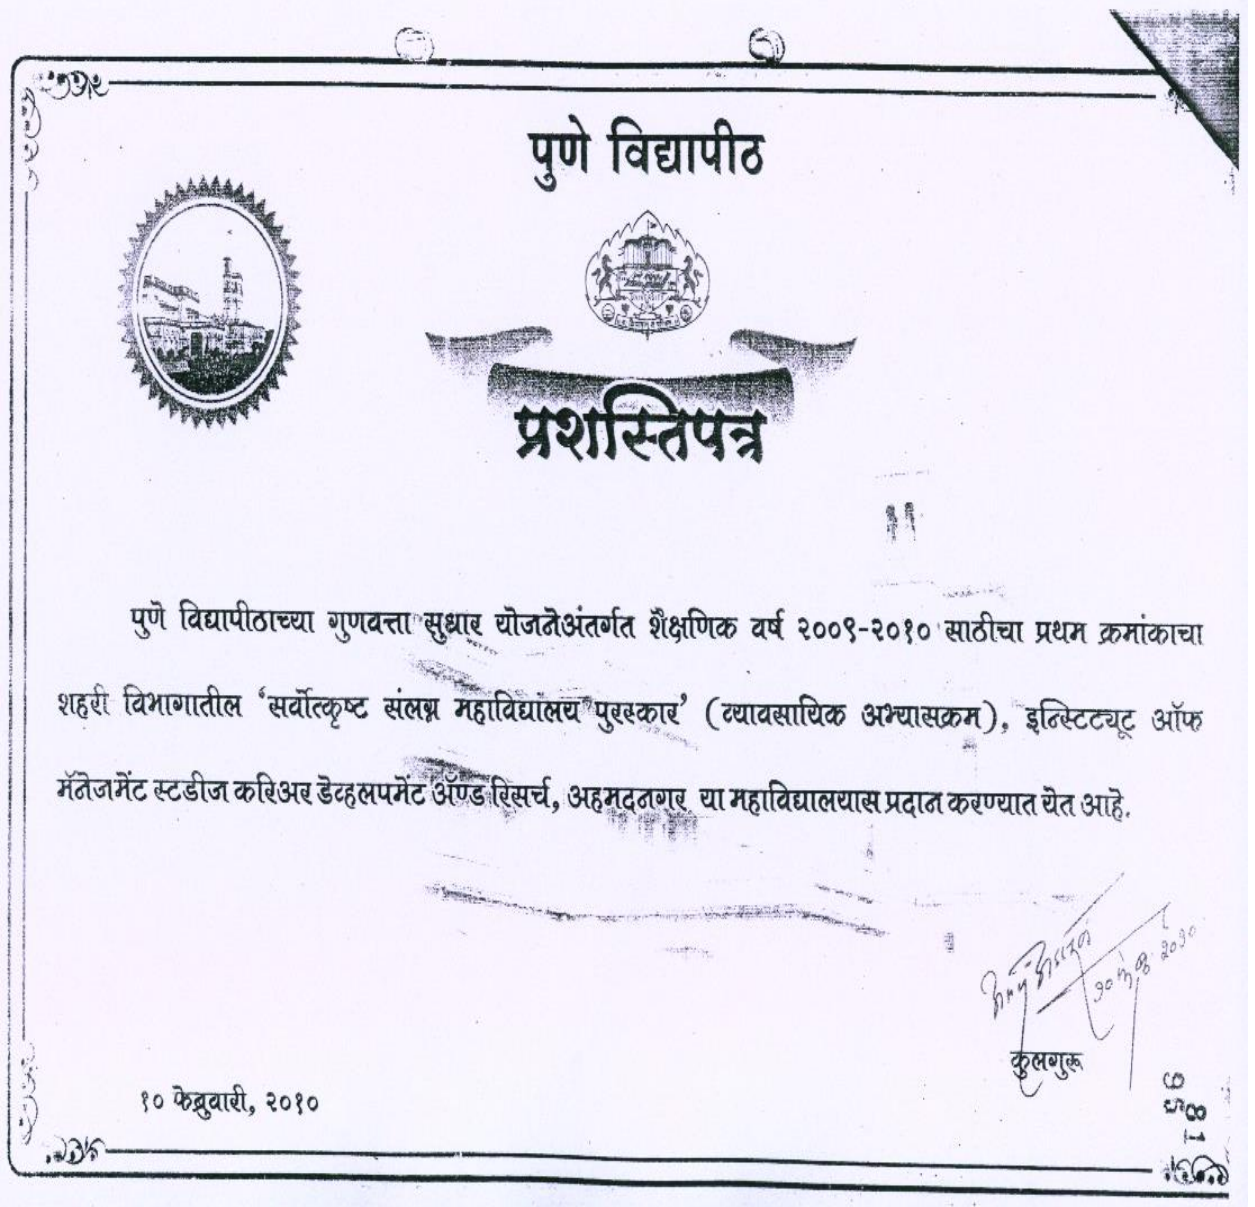 पुणे विद्यापीठ
प्रशस्तिपत्र
पुणे विद्यापीठाच्या गुणवत्ता सुधार योजनेअंतर्गत शैक्षणिक वर्ष २००९-२०१० साठीचा प्रथम क्रमांकाचा
शहरी विभागातील ‘सर्वोत्कृष्ट संलग्न महाविद्यालय पुरस्कार’ (व्यावसायिक अभ्यासक्रम), इन्स्टिट्यूट ऑफ
मॅनेजमेंट स्टडीज करिअर डेव्हलपमेंट ॲण्ड रिसर्च, अहमदनगर या महाविद्यालयास प्रदान करण्यात येत आहे.
कुलगुरू
१० फेब्रुवारी, २०१०